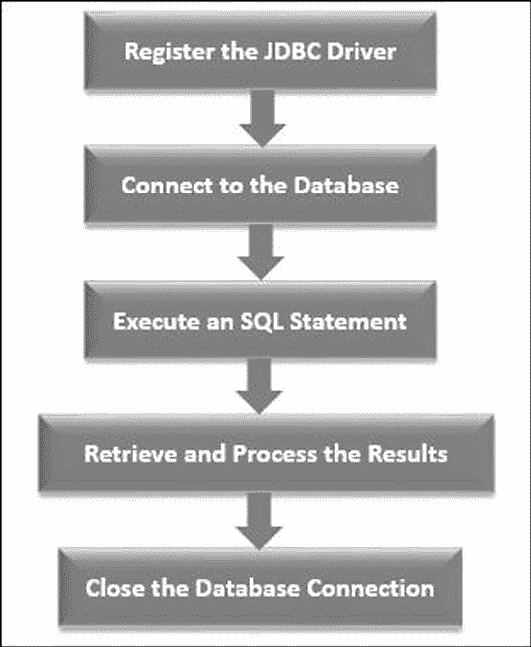 Register the JDBC Driver
Connect to the Database
Execute an SQL Statement
Retrieve and Process the Results
Close the Database Connection